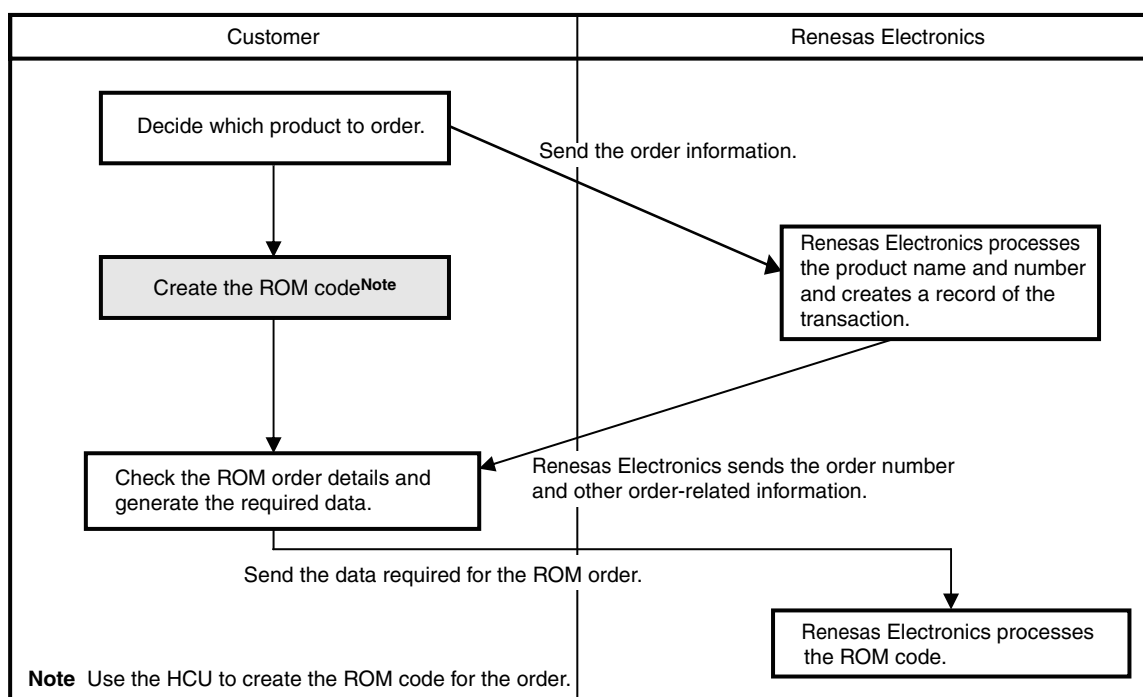 Customer
Renesas Electronics
Decide which product to order.
Send the order information.
Renesas Electronics processes
the product name and number
and creates a record of the
transaction.
Create the ROM codeNote
Check the ROM order details and
generate the required data.
Renesas Electronics sends the order number
and other order-related information.
Send the data required for the ROM order.
Renesas Electronics processes
the ROM code.
Note Use the HCU to create the ROM code for the order.